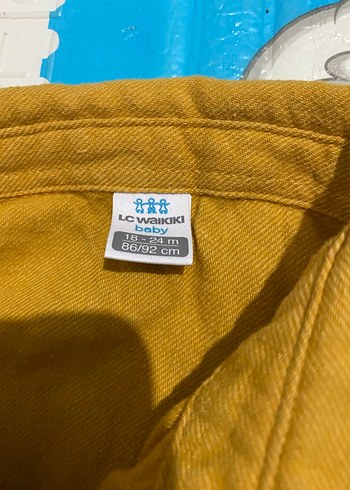 LC WAIKIKI
baby
18 - 24 m
86/92 cm